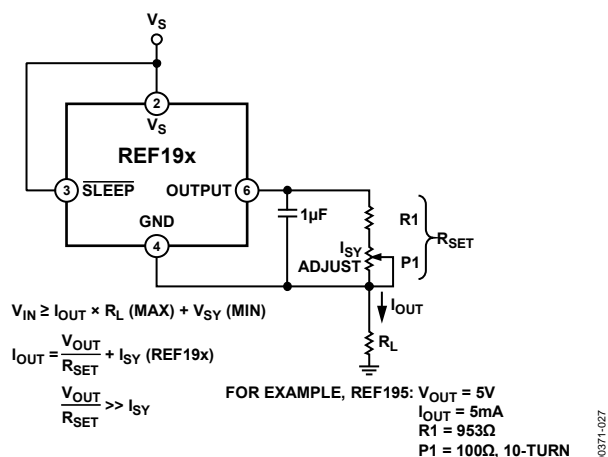 VS
2
VS
REF19x
3 SLEEP OUTPUT 6
GND
4
1µF
ISY
ADJUST
R1
P1
RSET
IOUT
RL
VIN ≥ IOUT × RL (MAX) + VSY (MIN)
IOUT = VOUT / RSET + ISY (REF19x)
VOUT / RSET >> ISY
FOR EXAMPLE, REF195: VOUT = 5V
IOUT = 5mA
R1 = 953Ω
P1 = 100Ω, 10-TURN